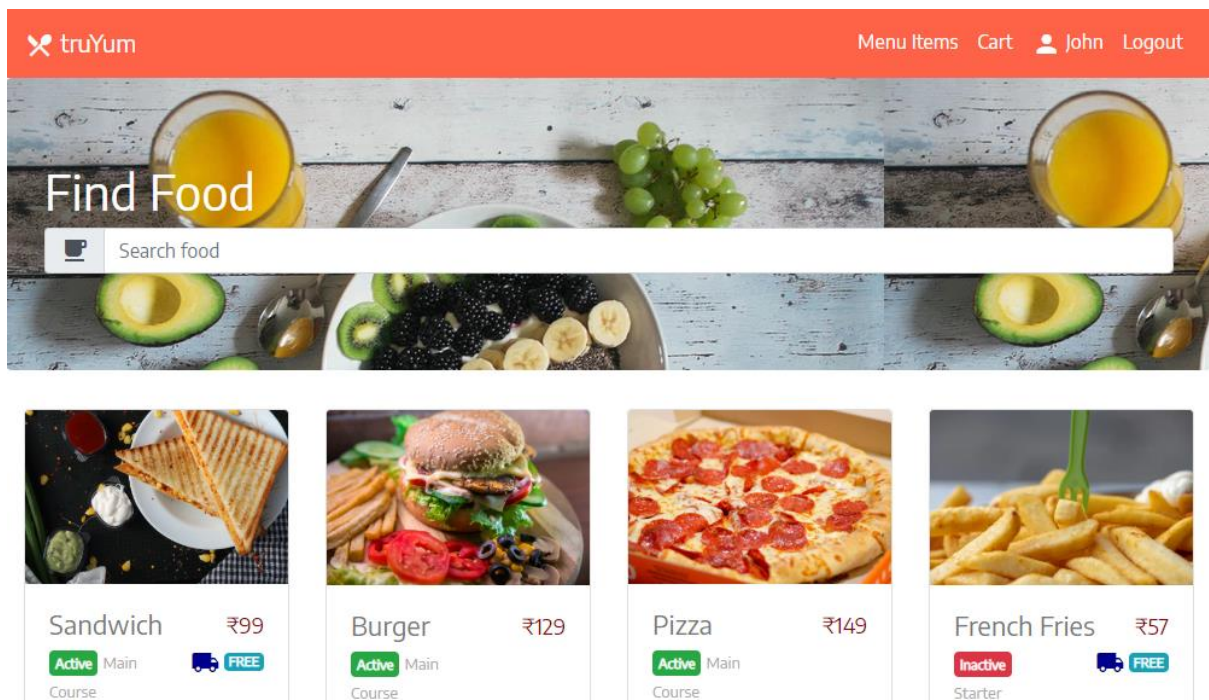 truYum Menu Items Cart John Logout
Find Food
Search food
Sandwich ₹99
Active Main FREE
Course
Burger ₹129
Active Main
Course
Pizza ₹149
Active Main
Course
French Fries ₹57
Inactive FREE
Starter